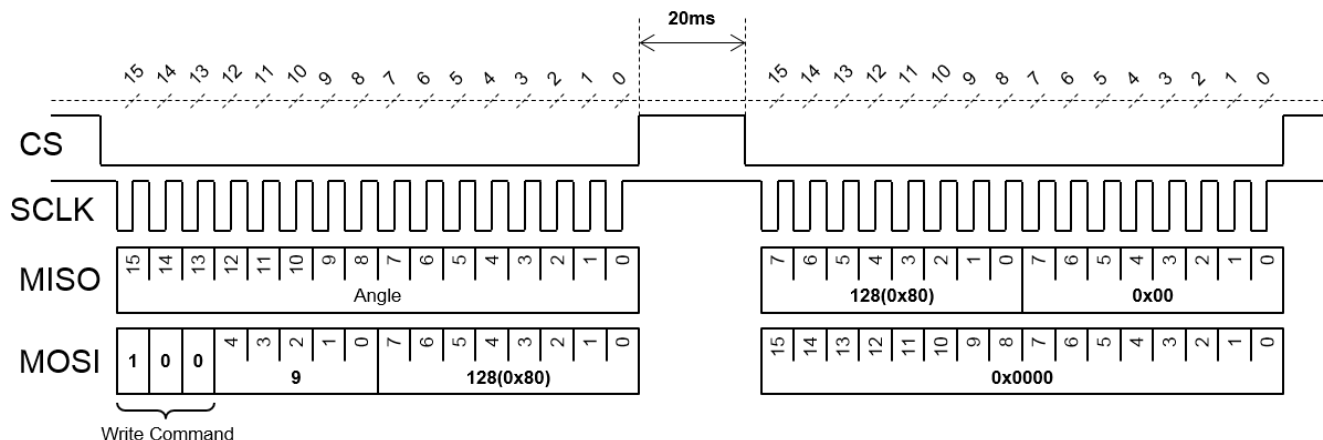 20ms
15 14 13 12 11 10 9 8 7 6 5 4 3 2 1 0 15 14 13 12 11 10 9 8 7 6 5 4 3 2 1 0
CS
SCLK
MISO 15 14 13 12 11 10 9 8 7 6 5 4 3 2 1 0 7 6 5 4 3 2 1 0 7 6 5 4 3 2 1 0
Angle 128(0x80) 0x00
MOSI 1 0 0 4 3 2 1 0 7 6 5 4 3 2 1 0 15 14 13 12 11 10 9 8 7 6 5 4 3 2 1 0
9 128(0x80) 0x0000
Write Command